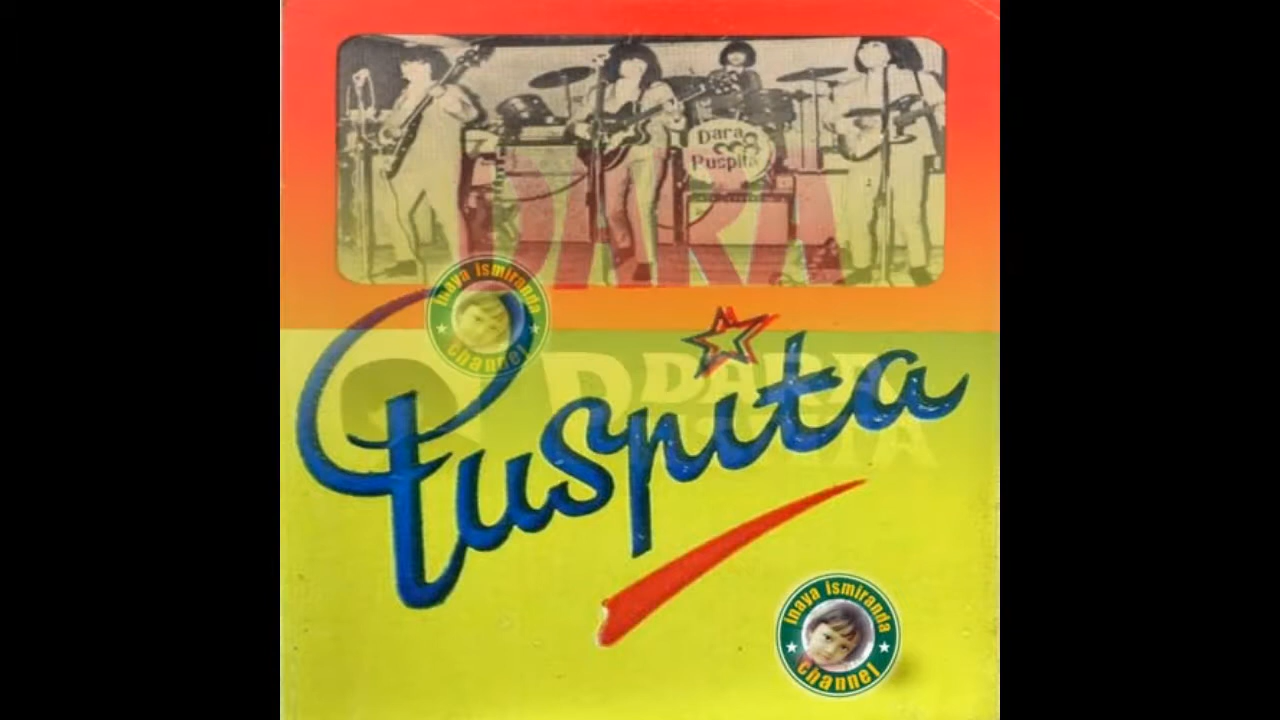 Dara
Puspita
DARA
inaya ismiranda
channel
Puspita
DARA
inaya ismiranda
channel